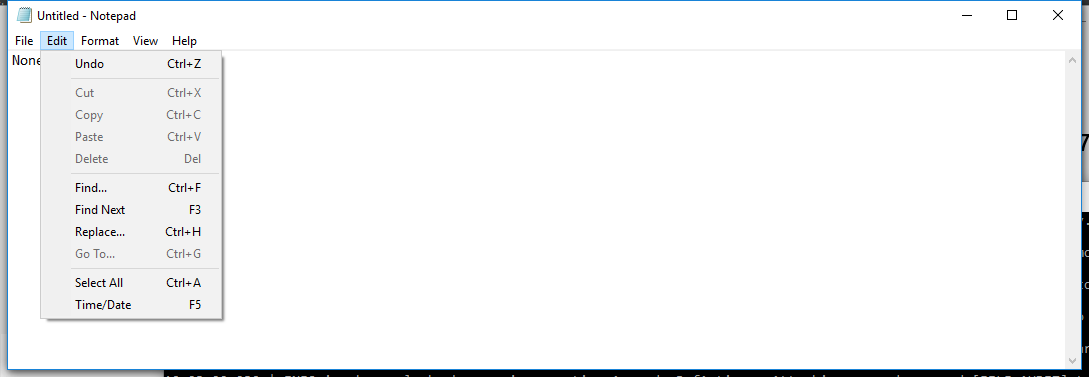 Untitled - Notepad
File Edit Format View Help
None
Undo Ctrl+Z
Cut Ctrl+X
Copy Ctrl+C
Paste Ctrl+V
Delete Del
Find... Ctrl+F
Find Next F3
Replace... Ctrl+H
Go To... Ctrl+G
Select All Ctrl+A
Time/Date F5